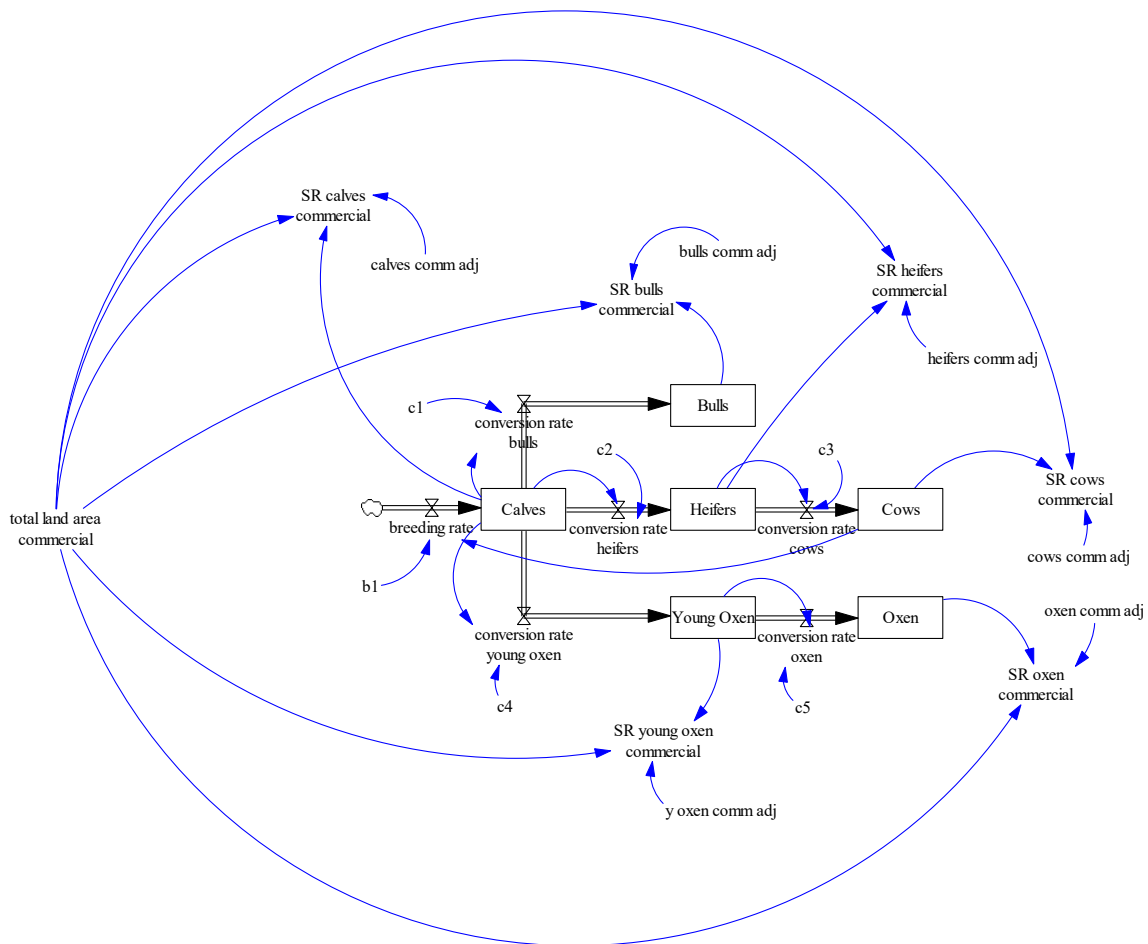 SR calves
commercial
calves comm adj
bulls comm adj
SR bulls
commercial
SR heifers
commercial
heifers comm adj
c1
conversion rate
bulls
Bulls
c2
c3
SR cows
commercial
total land area
commercial
breeding rate
Calves
conversion rate
heifers
Heifers
conversion rate
cows
Cows
cows comm adj
b1
conversion rate
young oxen
Young Oxen
conversion rate
oxen
Oxen
oxen comm adj
SR oxen
commercial
c4
c5
SR young oxen
commercial
y oxen comm adj